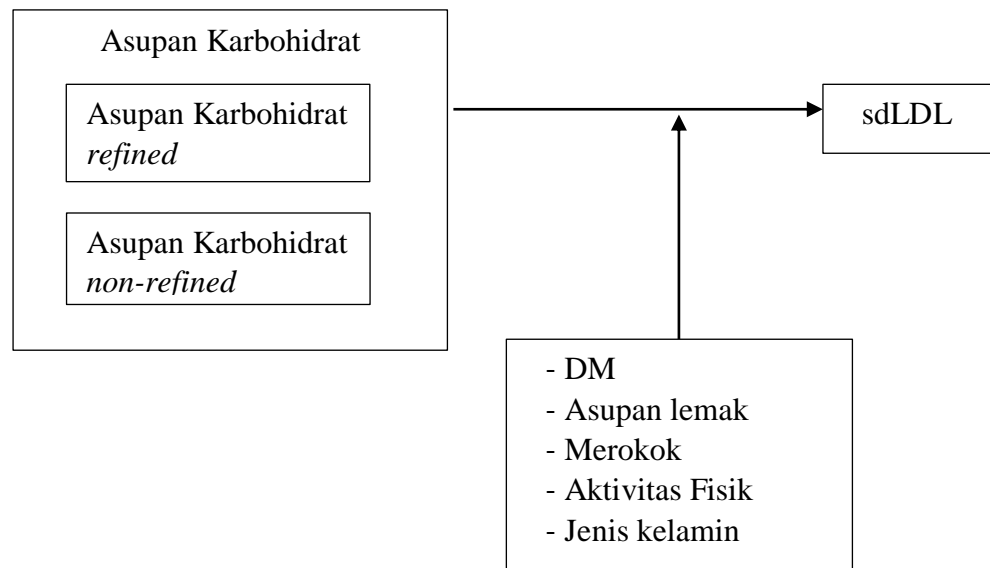 Asupan Karbohidrat
Asupan Karbohidrat
refined
Asupan Karbohidrat
non-refined
sdLDL
- DM
- Asupan lemak
- Merokok
- Aktivitas Fisik
- Jenis kelamin